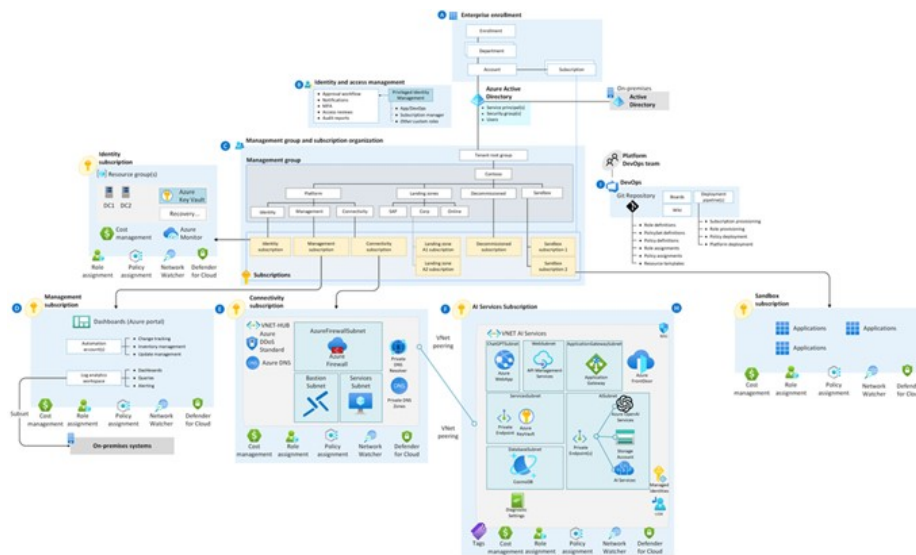 A
Enterprise enrollment
Enrollment
Department
Account
Subscription
B
Identity and access management
Approval workflow
Notifications
MFA
Access reviews
Audit reports
Privileged Identity
Management
App/DevOps
Subscription manager
Other custom roles
Azure Active
Directory
Service principal(s)
Security group(s)
Users
On-premises
Active
Directory
C
Management group and subscription organization
Management group
Tenant root group
Contoso
Platform
Landing zones
Decommissioned
Sandbox
Identity
Management
Connectivity
SAP
Corp
Online
Identity
subscription
Management
subscription
Connectivity
subscription
Landing zone
A1 subscription
Landing zone
A2 subscription
Decommissioned
subscription
Sandbox
subscription 1
Sandbox
subscription 2
Subscriptions
Identity
subscription
Resource group(s)
DC1
DC2
Azure
Key Vault
Recovery...
Cost
management
Azure
Monitor
Role
assignment
Policy
assignment
Network
Watcher
Defender
for Cloud
Platform
DevOps team
DevOps
Git Repository
Boards
Wiki
Deployment
pipeline(s)
Role definitions
PolicySet definitions
Policy definitions
Role assignments
Policy assignments
Resource templates
Subscription provisioning
Role provisioning
Policy deployment
Platform deployment
D
Management
subscription
Dashboards (Azure portal)
Automation
account(s)
Change tracking
Inventory management
Update management
Log analytics
workspace
Dashboards
Queries
Alerting
Subnet
Cost
management
Role
assignment
Policy
assignment
Network
Watcher
Defender
for Cloud
On-premises systems
E
Connectivity
subscription
VNET-HUB
Azure
DDoS
Standard
Azure DNS
AzureFirewallSubnet
Azure
Firewall
Bastion
Subnet
Services
Subnet
Private
DNS
Resolver
DNS
Private DNS
Zones
Cost
management
Role
assignment
Policy
assignment
Network
Watcher
Defender
for Cloud
VNet
peering
VNet
peering
F
AI Services Subscription
H
VNET AI Services
ChatGPTSubnet
Azure
WebApp
WebSubnet
API Management
Services
ApplicationGatewaySubnet
Application
Gateway
Azure
FrontDoor
ServicesSubnet
Private
Endpoint
Azure
KeyVault
AISubnet
Azure OpenAI
Services
Private
Endpoint(s)
Storage
Account
AI Services
DatabaseSubnet
CosmoDB
Managed
Identities
Diagnostic
Settings
Tags
Cost
management
Role
assignment
Policy
assignment
Network
Watcher
Defender
for Cloud
Sandbox
subscription
Applications
Applications
Applications
Cost
management
Role
assignment
Policy
assignment
Network
Watcher
Defender
for Cloud